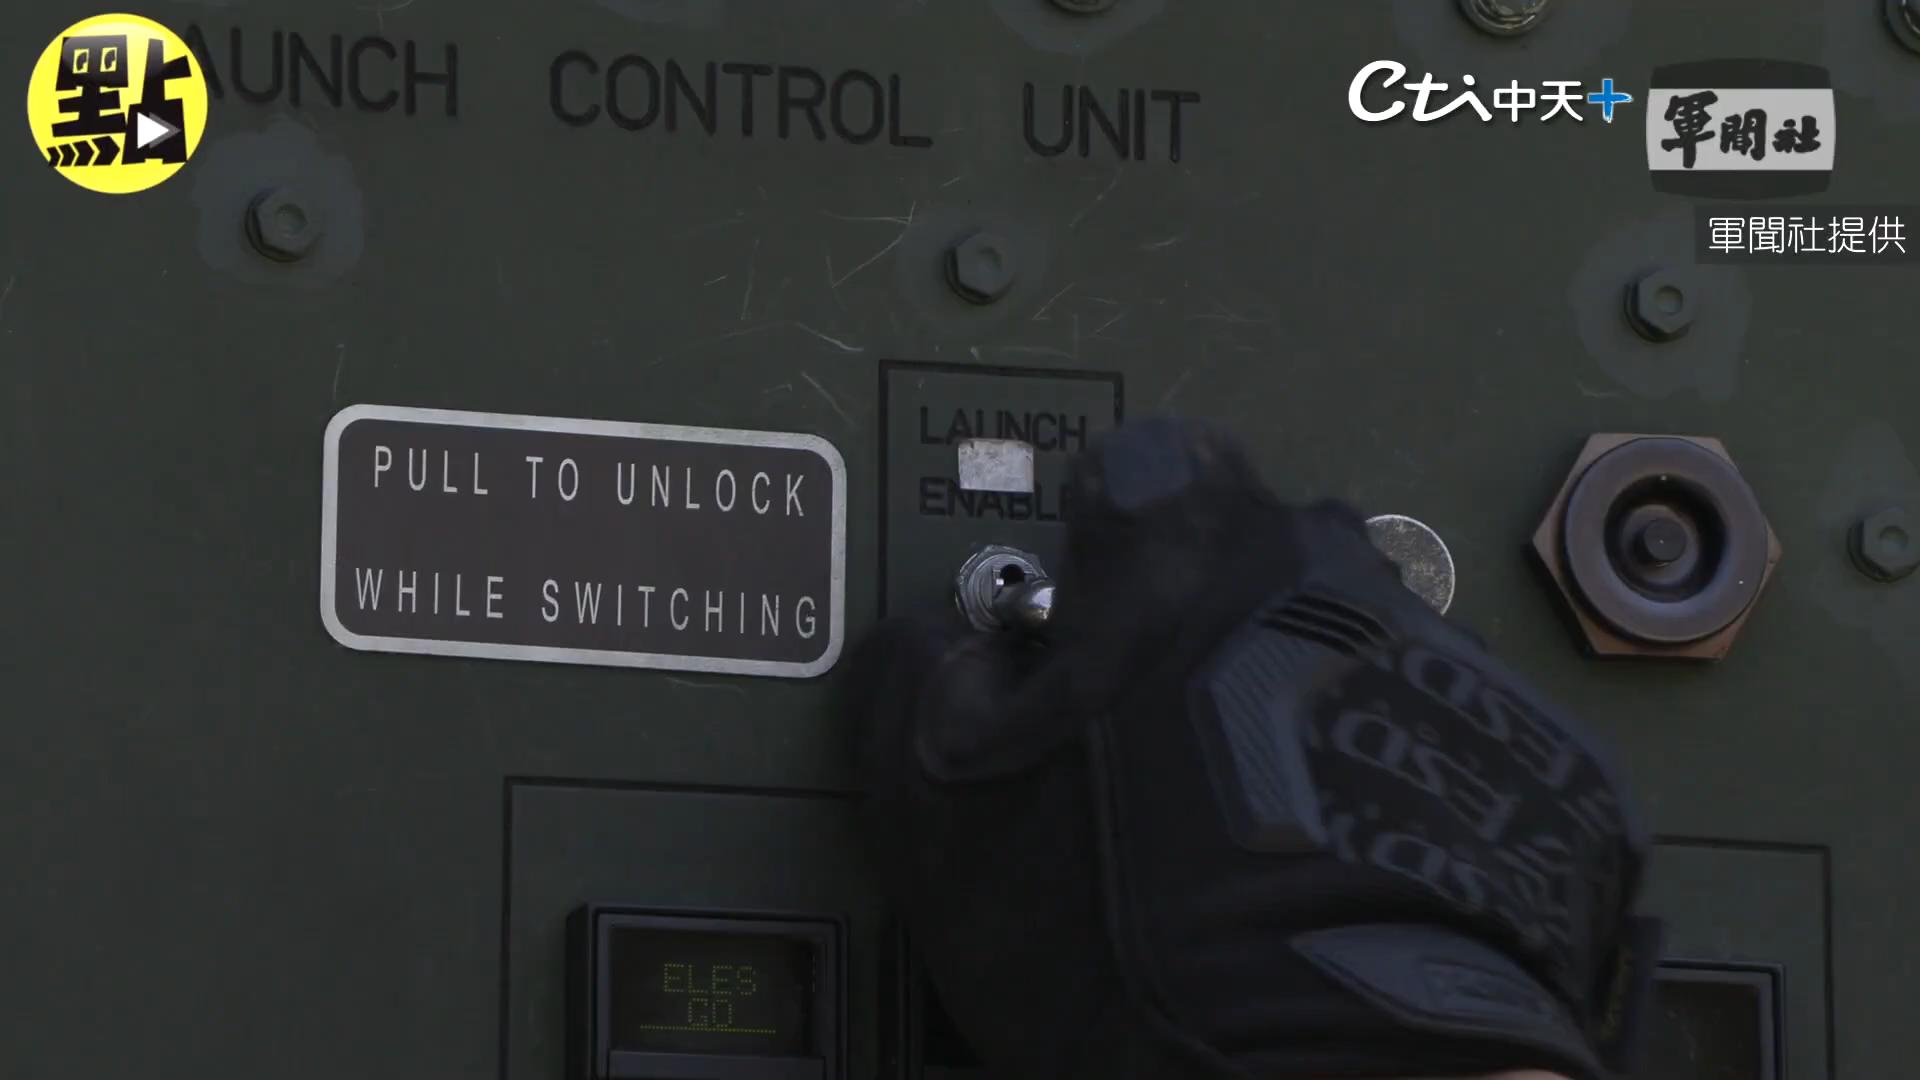 點
LAUNCH CONTROL UNIT
Cti中天+
軍聞社
軍聞社提供
PULL TO UNLOCK
WHILE SWITCHING
LAUNCH
ENABLE
ELES
GO